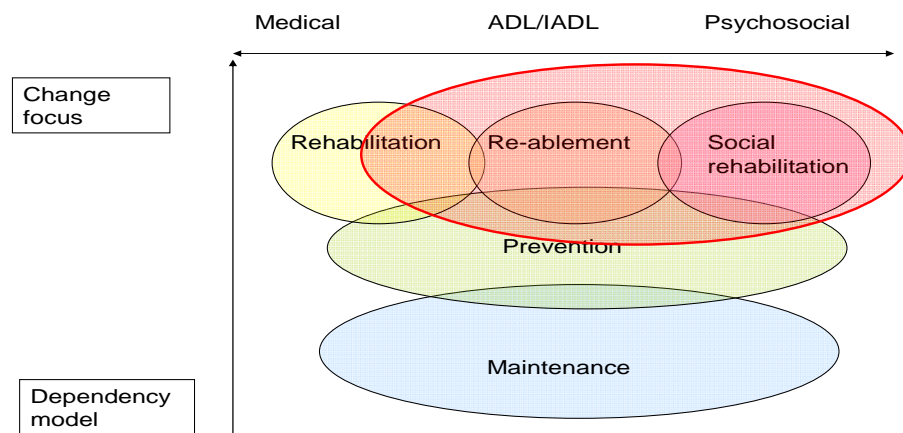 Medical ADL/IADL Psychosocial
Change
focus
Rehabilitation Re-ablement Social
rehabilitation
Prevention
Maintenance
Dependency
model